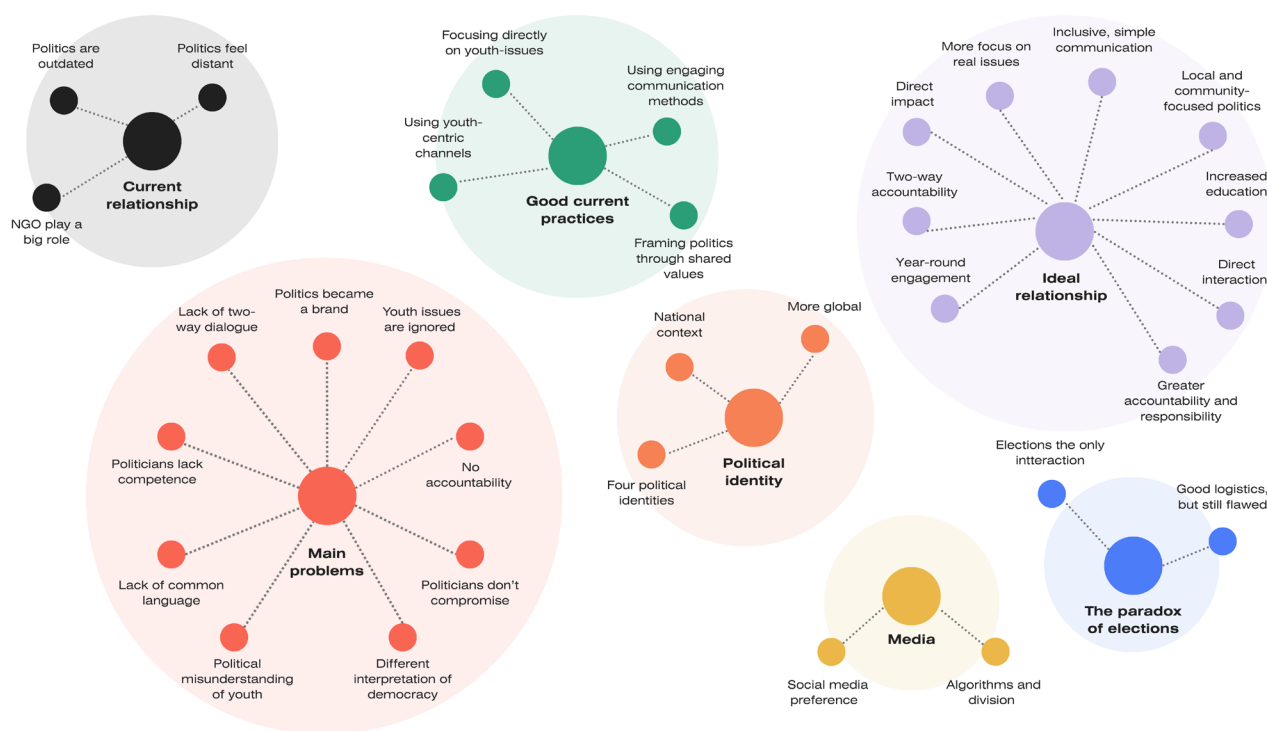 Politics are
outdated
Politics feel
distant
NGO play a
big role
Current
relationship
Focusing directly
on youth-issues
Using engaging
communication
methods
Using youth-
centric
channels
Good current
practices
Framing politics
through shared
values
Inclusive, simple
communication
More focus on
real issues
Local and
community-
focused politics
Direct
impact
Two-way
accountability
Increased
education
Year-round
engagement
Direct
interaction
Ideal
relationship
Greater
accountability and
responsibility
Politics became
a brand
Lack of two-
way dialogue
Youth issues
are ignored
Politicians lack
competence
No
accountability
Main
problems
Lack of common
language
Politicians don't
compromise
Political
misunderstanding
of youth
Different
interpretation of
democracy
National
context
More global
Four political
identities
Political
identity
Media
Social media
preference
Algorithms and
division
Elections the only
intteraction
Good logistics,
but still flawed
The paradox
of elections